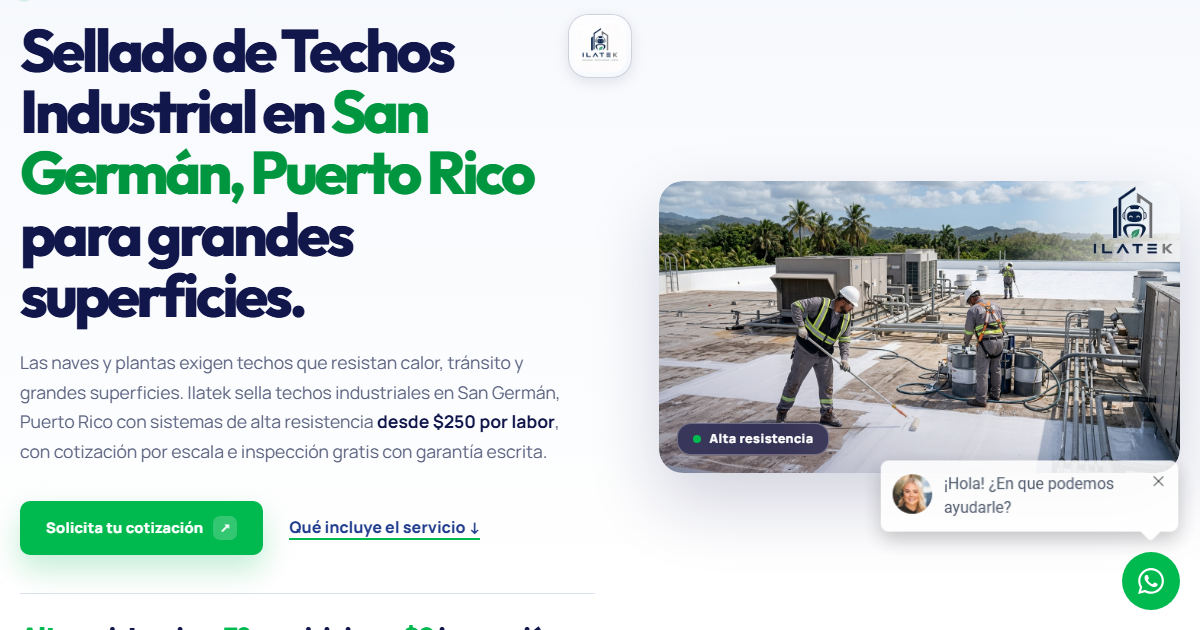 Sellado de Techos
Industrial en San
Germán, Puerto Rico
para grandes
superficies.
ILATEK
Las naves y plantas exigen techos que resistan calor, tránsito y
grandes superficies. Ilatek sella techos industriales en San Germán,
Puerto Rico con sistemas de alta resistencia desde $250 por labor,
con cotización por escala e inspección gratis con garantía escrita.
Solicita tu cotización ↗
Qué incluye el servicio ↓
ILATEK
Alta resistencia
¡Hola! ¿En que podemos
ayudarle?